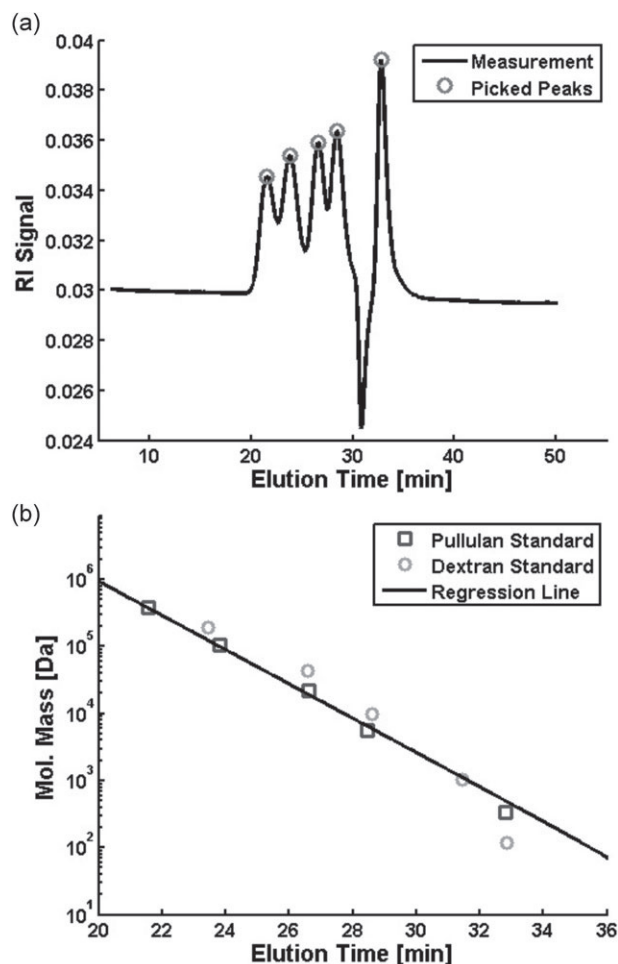 (a)
0.04
0.038
0.036
0.034
0.032
0.03
0.028
0.026
0.024
RI Signal
Measurement
Picked Peaks
10 20 30 40 50
Elution Time [min]
(b)
Pullulan Standard
Dextran Standard
Regression Line
10^6
10^5
10^4
10^3
10^2
10^1
Mol. Mass [Da]
20 22 24 26 28 30 32 34 36
Elution Time [min]